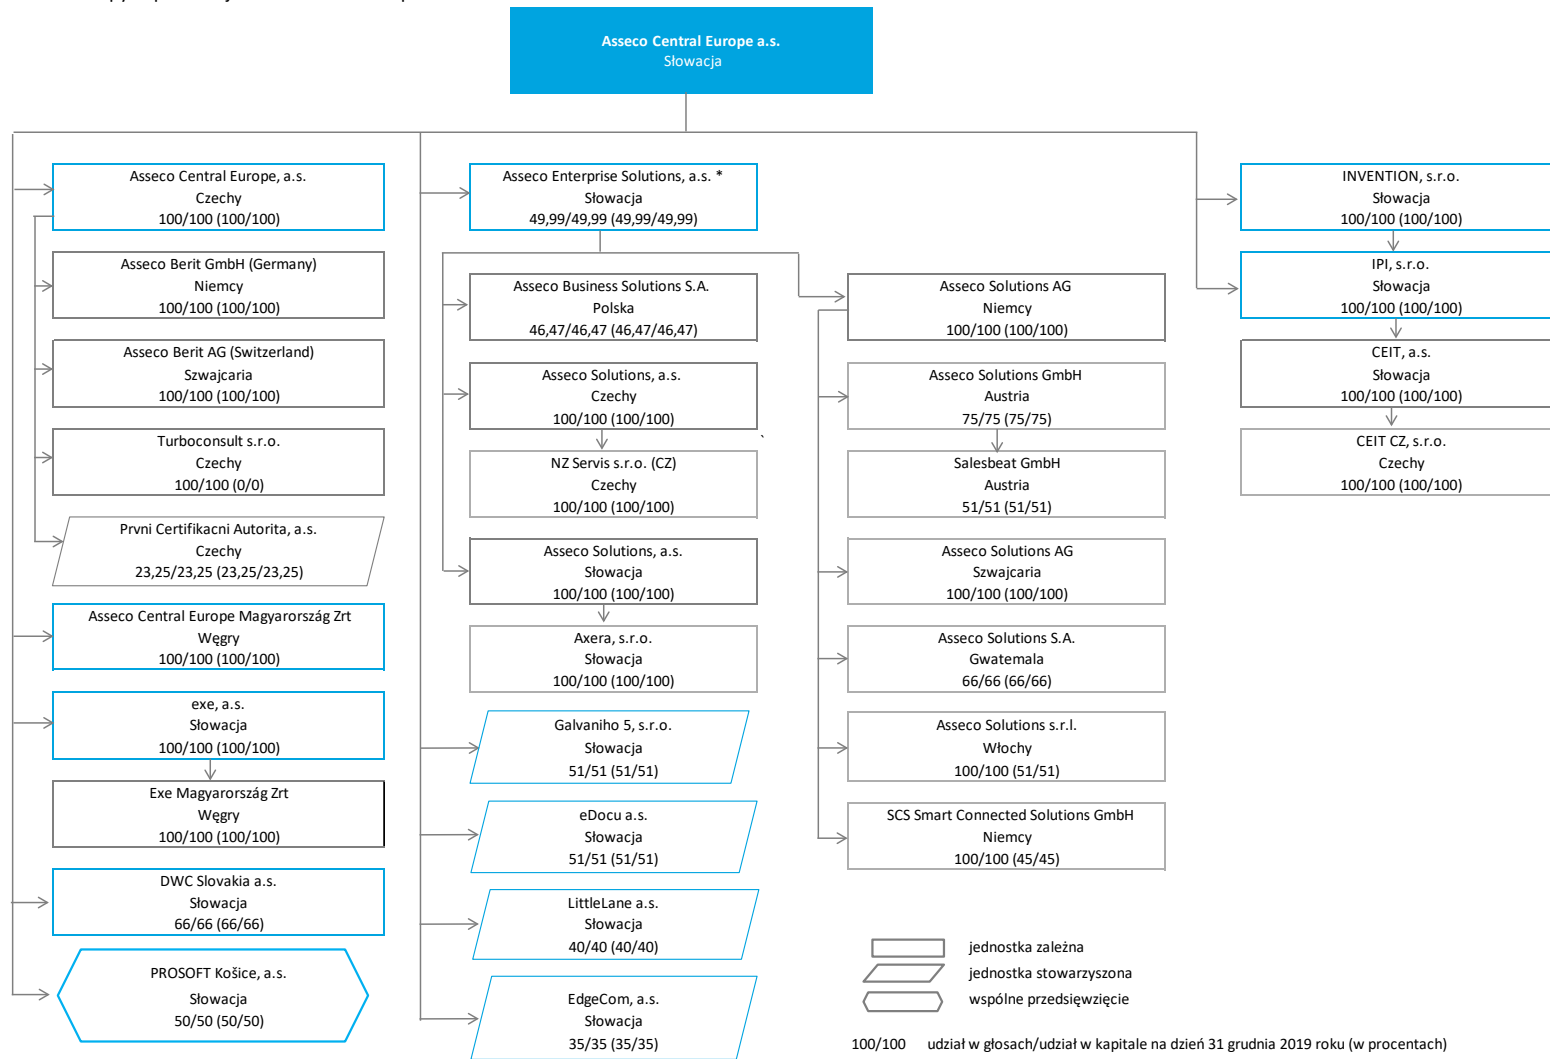 Asseco Central Europe a.s.
Słowacja
Asseco Central Europe, a.s.
Czechy
100/100 (100/100)
Asseco Berit GmbH (Germany)
Niemcy
100/100 (100/100)
Asseco Berit AG (Switzerland)
Szwajcaria
100/100 (100/100)
Turboconsult s.r.o.
Czechy
100/100 (0/0)
Prvni Certifikacni Autorita, a.s.
Czechy
23,25/23,25 (23,25/23,25)
Asseco Central Europe Magyarország Zrt
Węgry
100/100 (100/100)
exe, a.s.
Słowacja
100/100 (100/100)
Exe Magyarország Zrt
Węgry
100/100 (100/100)
DWC Slovakia a.s.
Słowacja
66/66 (66/66)
PROSOFT Košice, a.s.
Słowacja
50/50 (50/50)
Asseco Enterprise Solutions, a.s. *
Słowacja
49,99/49,99 (49,99/49,99)
Asseco Business Solutions S.A.
Polska
46,47/46,47 (46,47/46,47)
Asseco Solutions, a.s.
Czechy
100/100 (100/100)
NZ Servis s.r.o. (CZ)
Czechy
100/100 (100/100)
Asseco Solutions, a.s.
Słowacja
100/100 (100/100)
Axera, s.r.o.
Słowacja
100/100 (100/100)
Galvaniho 5, s.r.o.
Słowacja
51/51 (51/51)
eDocu a.s.
Słowacja
51/51 (51/51)
LittleLane a.s.
Słowacja
40/40 (40/40)
EdgeCom, a.s.
Słowacja
35/35 (35/35)
Asseco Solutions AG
Niemcy
100/100 (100/100)
Asseco Solutions GmbH
Austria
75/75 (75/75)
Salesbeat GmbH
Austria
51/51 (51/51)
Asseco Solutions AG
Szwajcaria
100/100 (100/100)
Asseco Solutions S.A.
Gwatemala
66/66 (66/66)
Asseco Solutions s.r.l.
Włochy
100/100 (51/51)
SCS Smart Connected Solutions GmbH
Niemcy
100/100 (45/45)
INVENTION, s.r.o.
Słowacja
100/100 (100/100)
IPI, s.r.o.
Słowacja
100/100 (100/100)
CEIT, a.s.
Słowacja
100/100 (100/100)
CEIT CZ, s.r.o.
Czechy
100/100 (100/100)
jednostka zależna
jednostka stowarzyszona
wspólne przedsięwzięcie
100/100 udział w głosach/udział w kapitale na dzień 31 grudnia 2019 roku (w procentach)